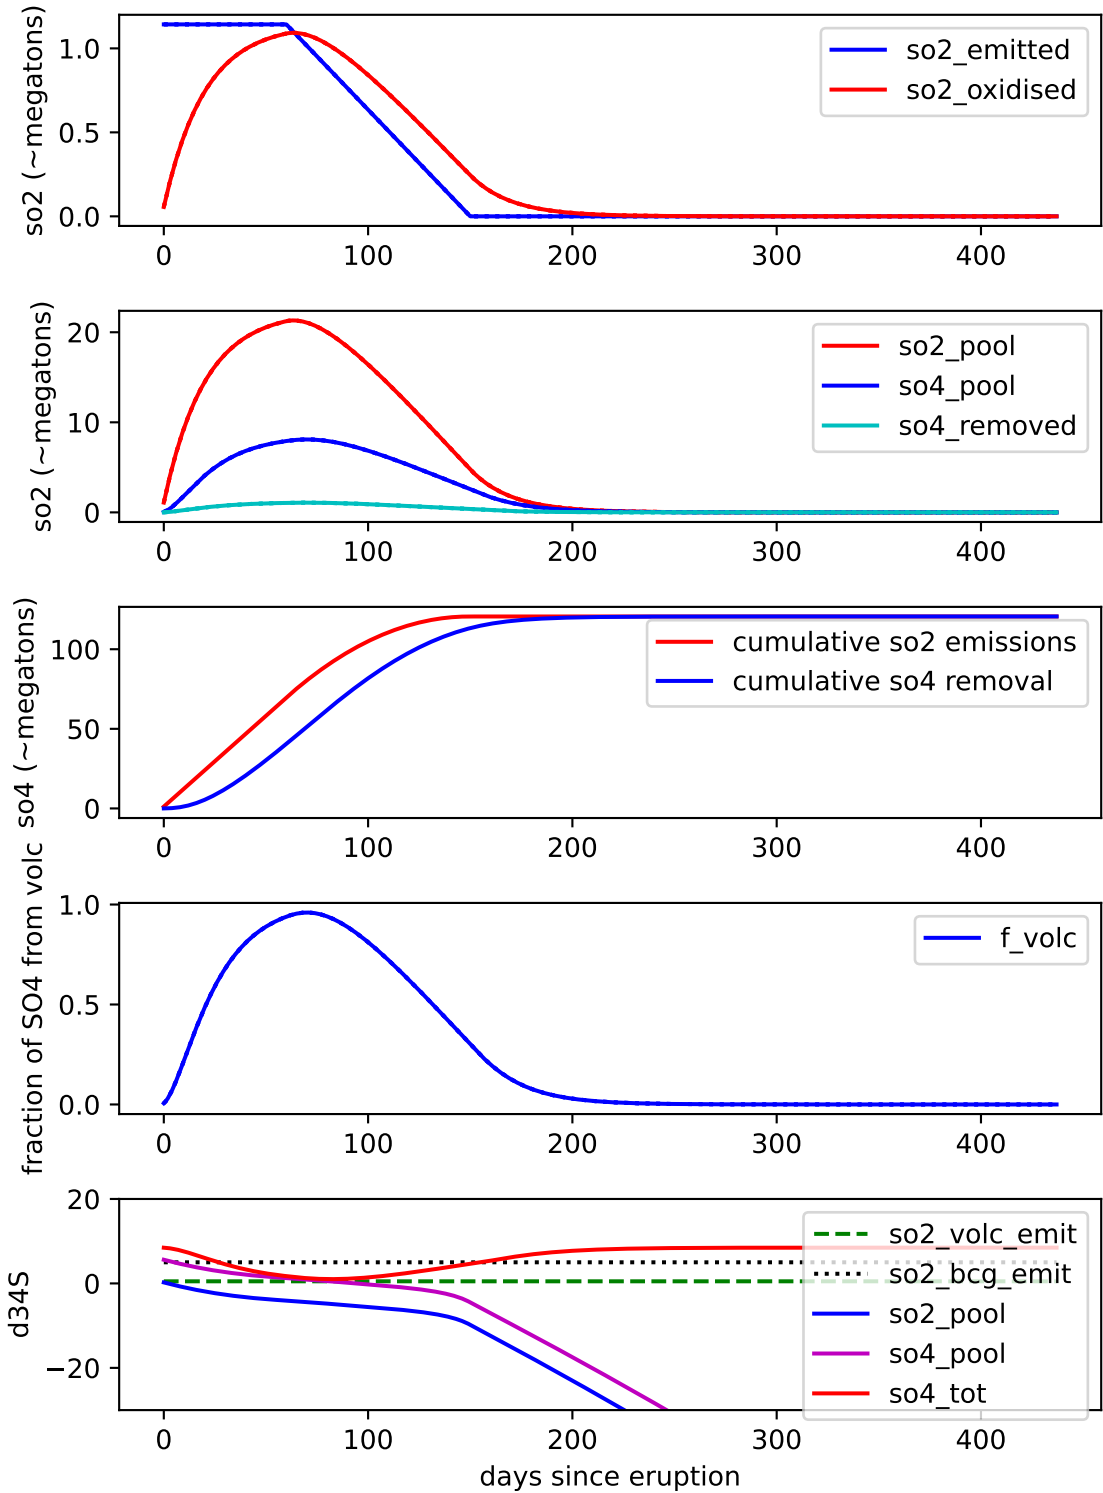 so2 (~megatons)
1.0
0.5
0.0
so2_emitted
so2_oxidised
0 100 200 300 400
so2 (~megatons)
20
10
0
so2_pool
so4_pool
so4_removed
0 100 200 300 400
so4 (~megatons)
100
50
0
cumulative so2 emissions
cumulative so4 removal
0 100 200 300 400
fraction of SO4 from volc
1.0
0.5
0.0
f_volc
0 100 200 300 400
d34S
20
0
−20
so2_volc_emit
so2_bcg_emit
so2_pool
so4_pool
so4_tot
0 100 200 300 400
days since eruption